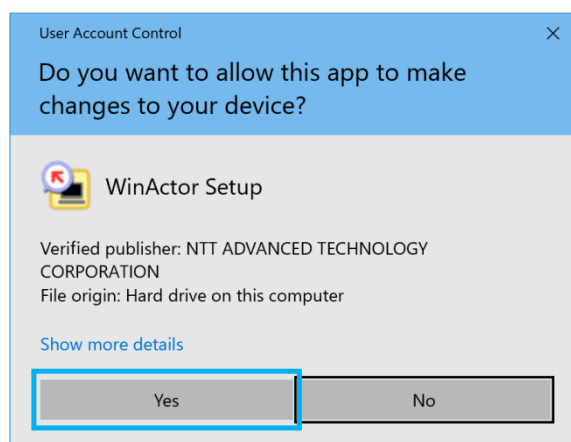 User Account Control
Do you want to allow this app to make
changes to your device?
WinActor Setup
Verified publisher: NTT ADVANCED TECHNOLOGY
CORPORATION
File origin: Hard drive on this computer
Show more details
Yes
No